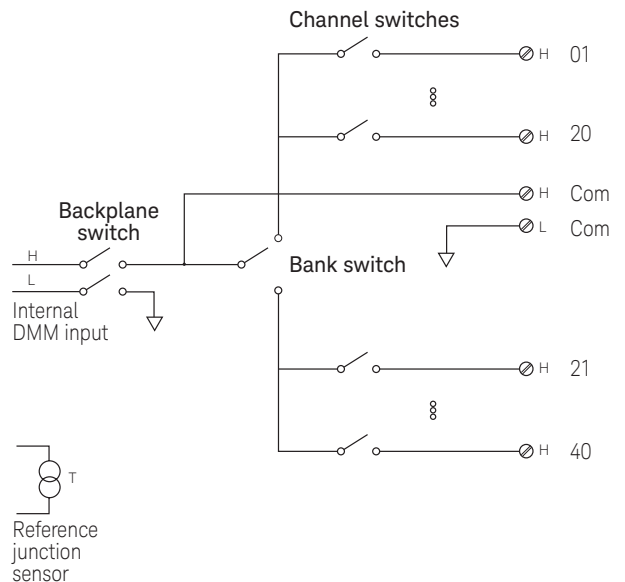 Channel switches
H 01
H 20
H Com
L Com
Backplane
switch
H
L
Bank switch
Internal
DMM input
H 21
H 40
T
Reference
junction
sensor